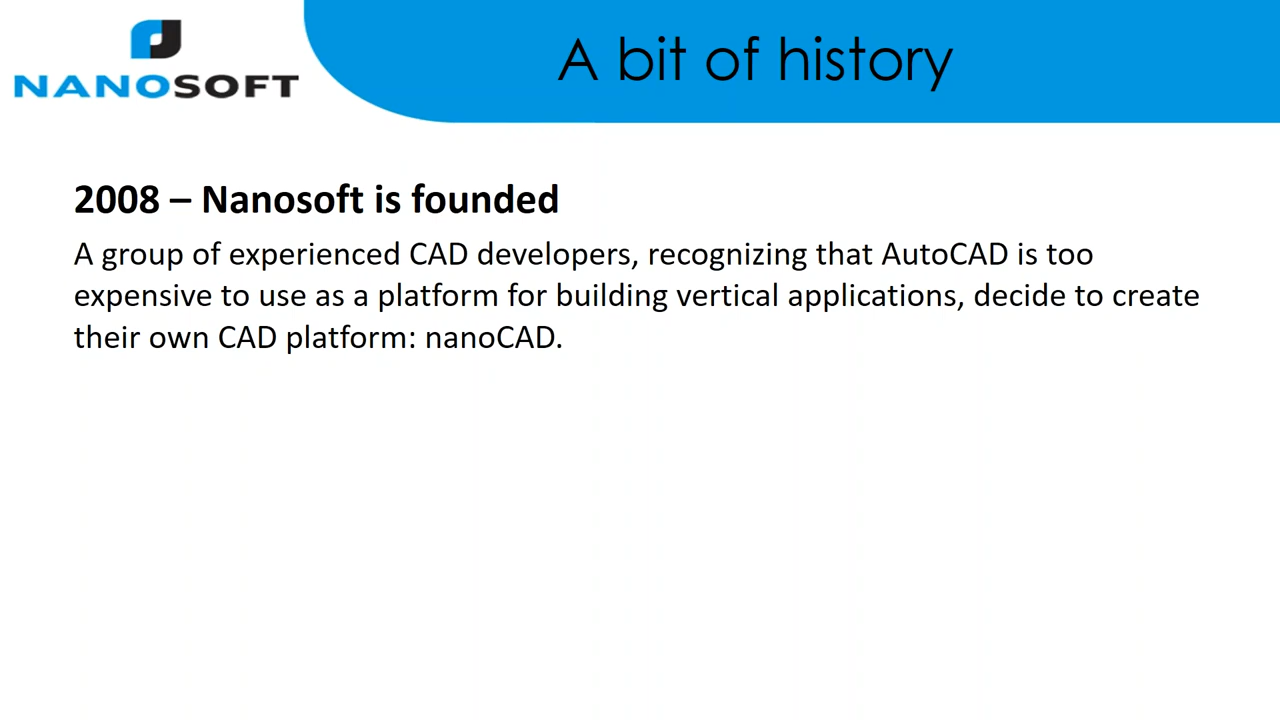 NANOSOFT
A bit of history
2008 – Nanosoft is founded
A group of experienced CAD developers, recognizing that AutoCAD is too
expensive to use as a platform for building vertical applications, decide to create
their own CAD platform: nanoCAD.